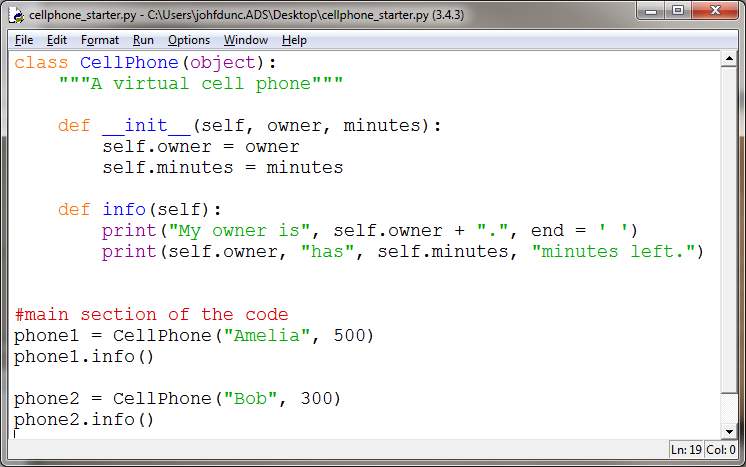 cellphone_starter.py - C:\Users\johfdunc.ADS\Desktop\cellphone_starter.py (3.4.3)
File Edit Format Run Options Window Help
class CellPhone(object):
    """A virtual cell phone"""

    def __init__(self, owner, minutes):
        self.owner = owner
        self.minutes = minutes

    def info(self):
        print("My owner is", self.owner + ".", end = ' ')
        print(self.owner, "has", self.minutes, "minutes left.")


#main section of the code
phone1 = CellPhone("Amelia", 500)
phone1.info()

phone2 = CellPhone("Bob", 300)
phone2.info()
Ln: 19 Col: 0